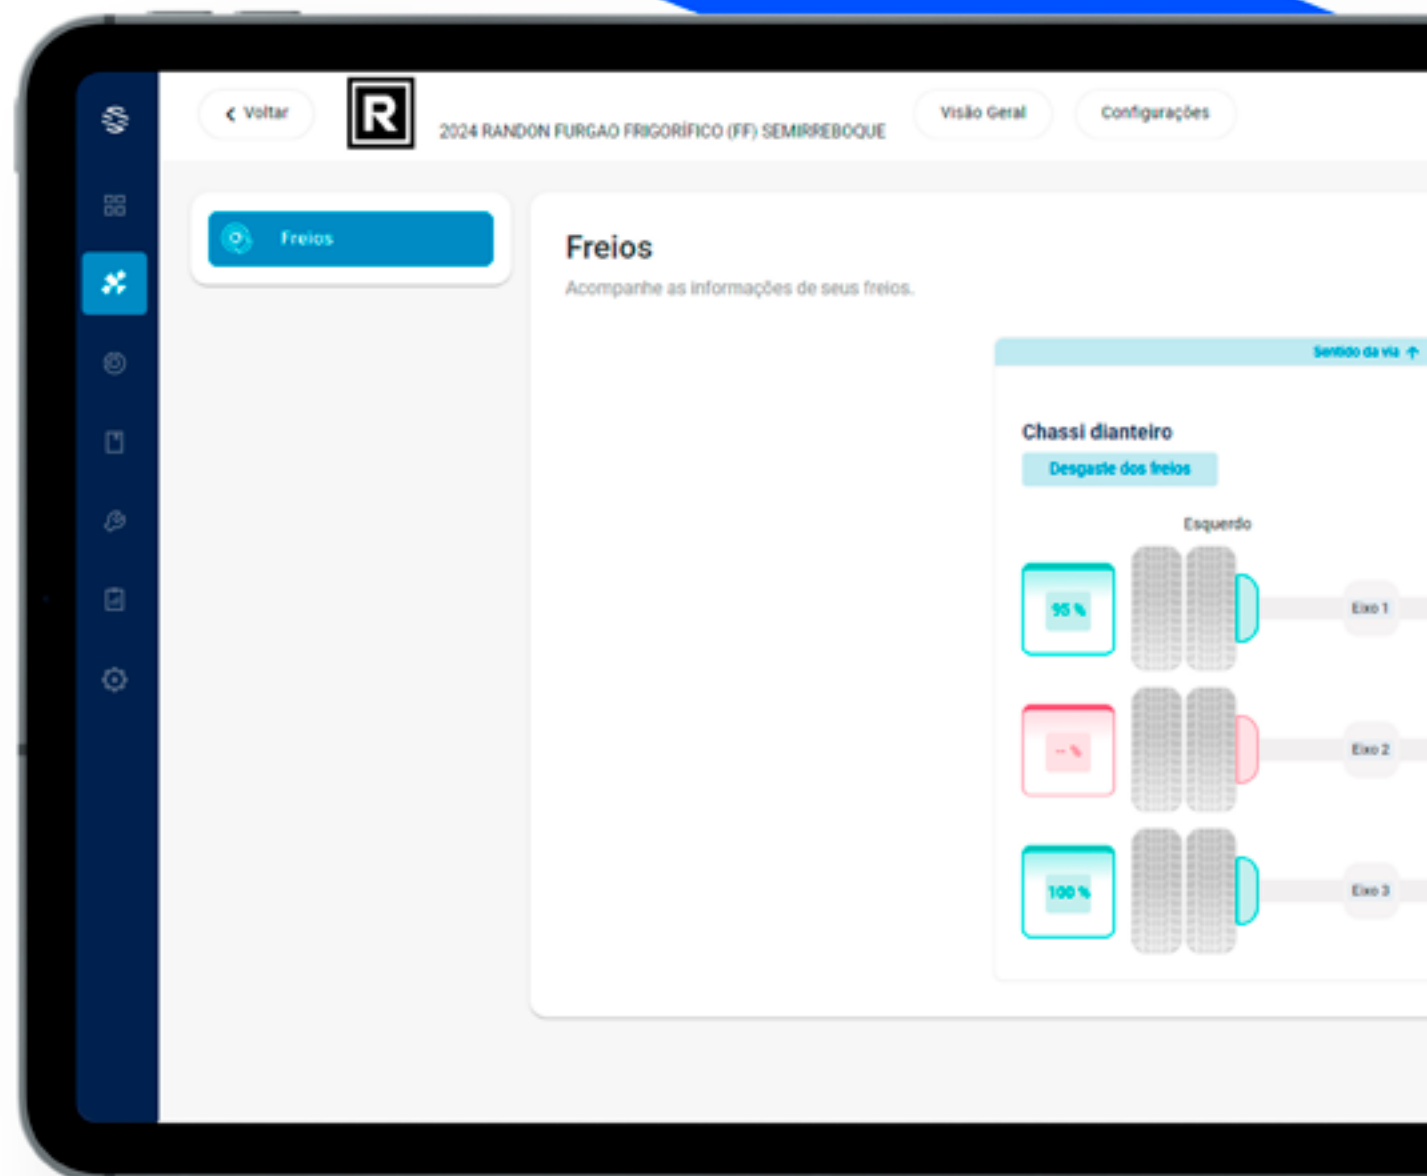 Voltar
R
2024 RANDON FURGAO FRIGORÍFICO (FF) SEMIRREBOQUE
Visão Geral
Configurações
Freios
Freios
Acompanhe as informações de seus freios.
Sentido da via ↑
Chassi dianteiro
Desgaste dos freios
Esquerdo
95 %
Eixo 1
-- %
Eixo 2
100 %
Eixo 3